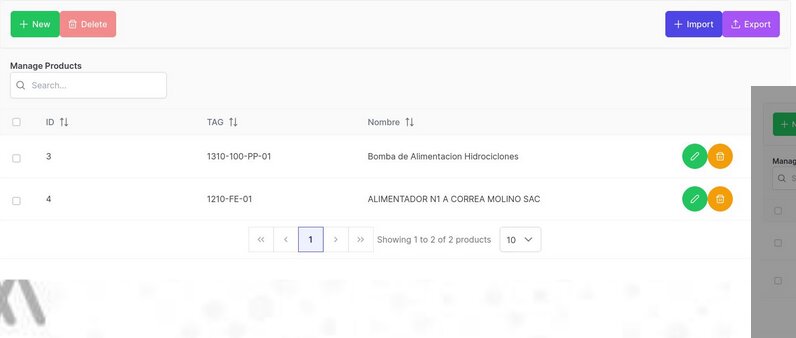 New Delete Import Export
Manage Products
Search...
ID TAG Nombre
3 1310-100-PP-01 Bomba de Alimentacion Hidrociclones
4 1210-FE-01 ALIMENTADOR N1 A CORREA MOLINO SAC
1 Showing 1 to 2 of 2 products 10
Manag